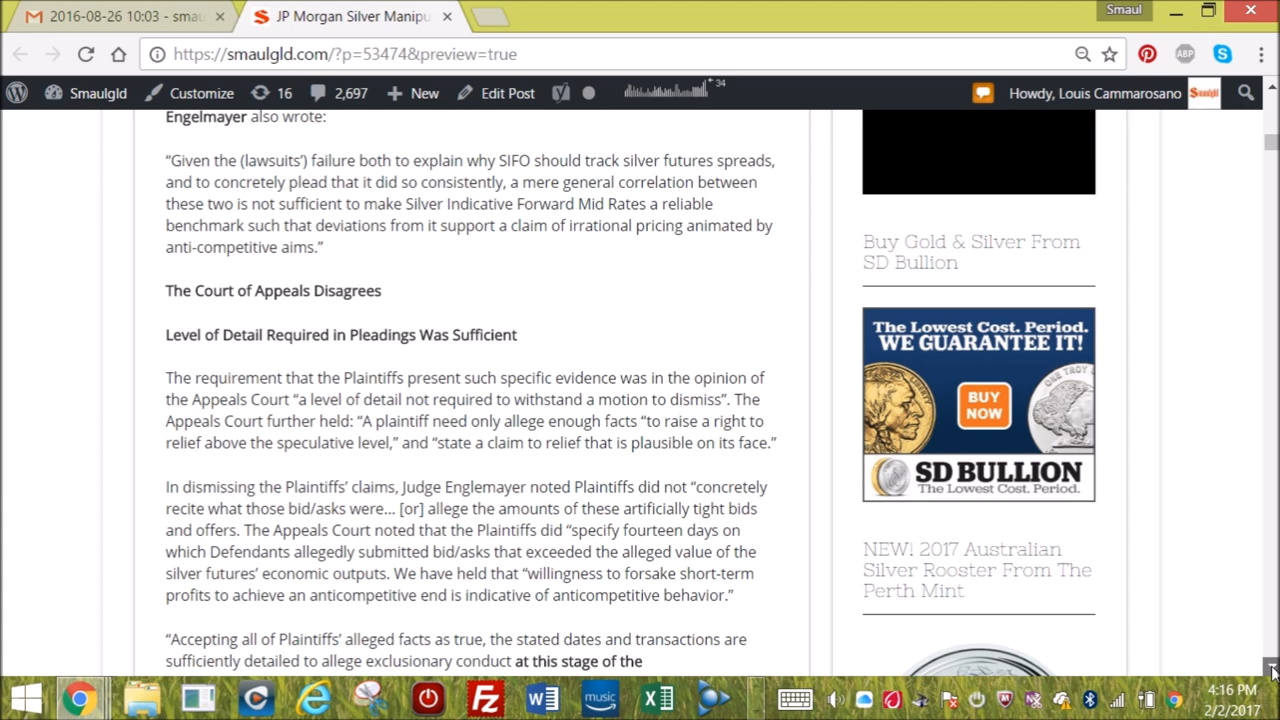 2016-08-26 10:03 - smau
JP Morgan Silver Manipu
Smaul
https://smaulgld.com/?p=53474&preview=true
ABP
Smaulgld
Customize
16
2,697
New
Edit Post
34
Howdy, Louis Cammarosano
Smaulgld
Engelmayer also wrote:
“Given the (lawsuits’) failure both to explain why SIFO should track silver futures spreads,
and to concretely plead that it did so consistently, a mere general correlation between
these two is not sufficient to make Silver Indicative Forward Mid Rates a reliable
benchmark such that deviations from it support a claim of irrational pricing animated by
anti-competitive aims.”
The Court of Appeals Disagrees
Level of Detail Required in Pleadings Was Sufficient
The requirement that the Plaintiffs present such specific evidence was in the opinion of
the Appeals Court “a level of detail not required to withstand a motion to dismiss”. The
Appeals Court further held: “A plaintiff need only allege enough facts “to raise a right to
relief above the speculative level,” and “state a claim to relief that is plausible on its face.”
In dismissing the Plaintiffs’ claims, Judge Englemayer noted Plaintiffs did not “concretely
recite what those bid/asks were... [or] allege the amounts of these artificially tight bids
and offers. The Appeals Court noted that the Plaintiffs did “specify fourteen days on
which Defendants allegedly submitted bid/asks that exceeded the alleged value of the
silver futures’ economic outputs. We have held that “willingness to forsake short-term
profits to achieve an anticompetitive end is indicative of anticompetitive behavior.”
“Accepting all of Plaintiffs’ alleged facts as true, the stated dates and transactions are
sufficiently detailed to allege exclusionary conduct at this stage of the
Buy Gold & Silver From
SD Bullion
The Lowest Cost. Period.
WE GUARANTEE IT!
BUY
NOW
ONE TROY
SD BULLION
The Lowest Cost. Period.
NEW! 2017 Australian
Silver Rooster From The
Perth Mint
music
4:16 PM
2/2/2017